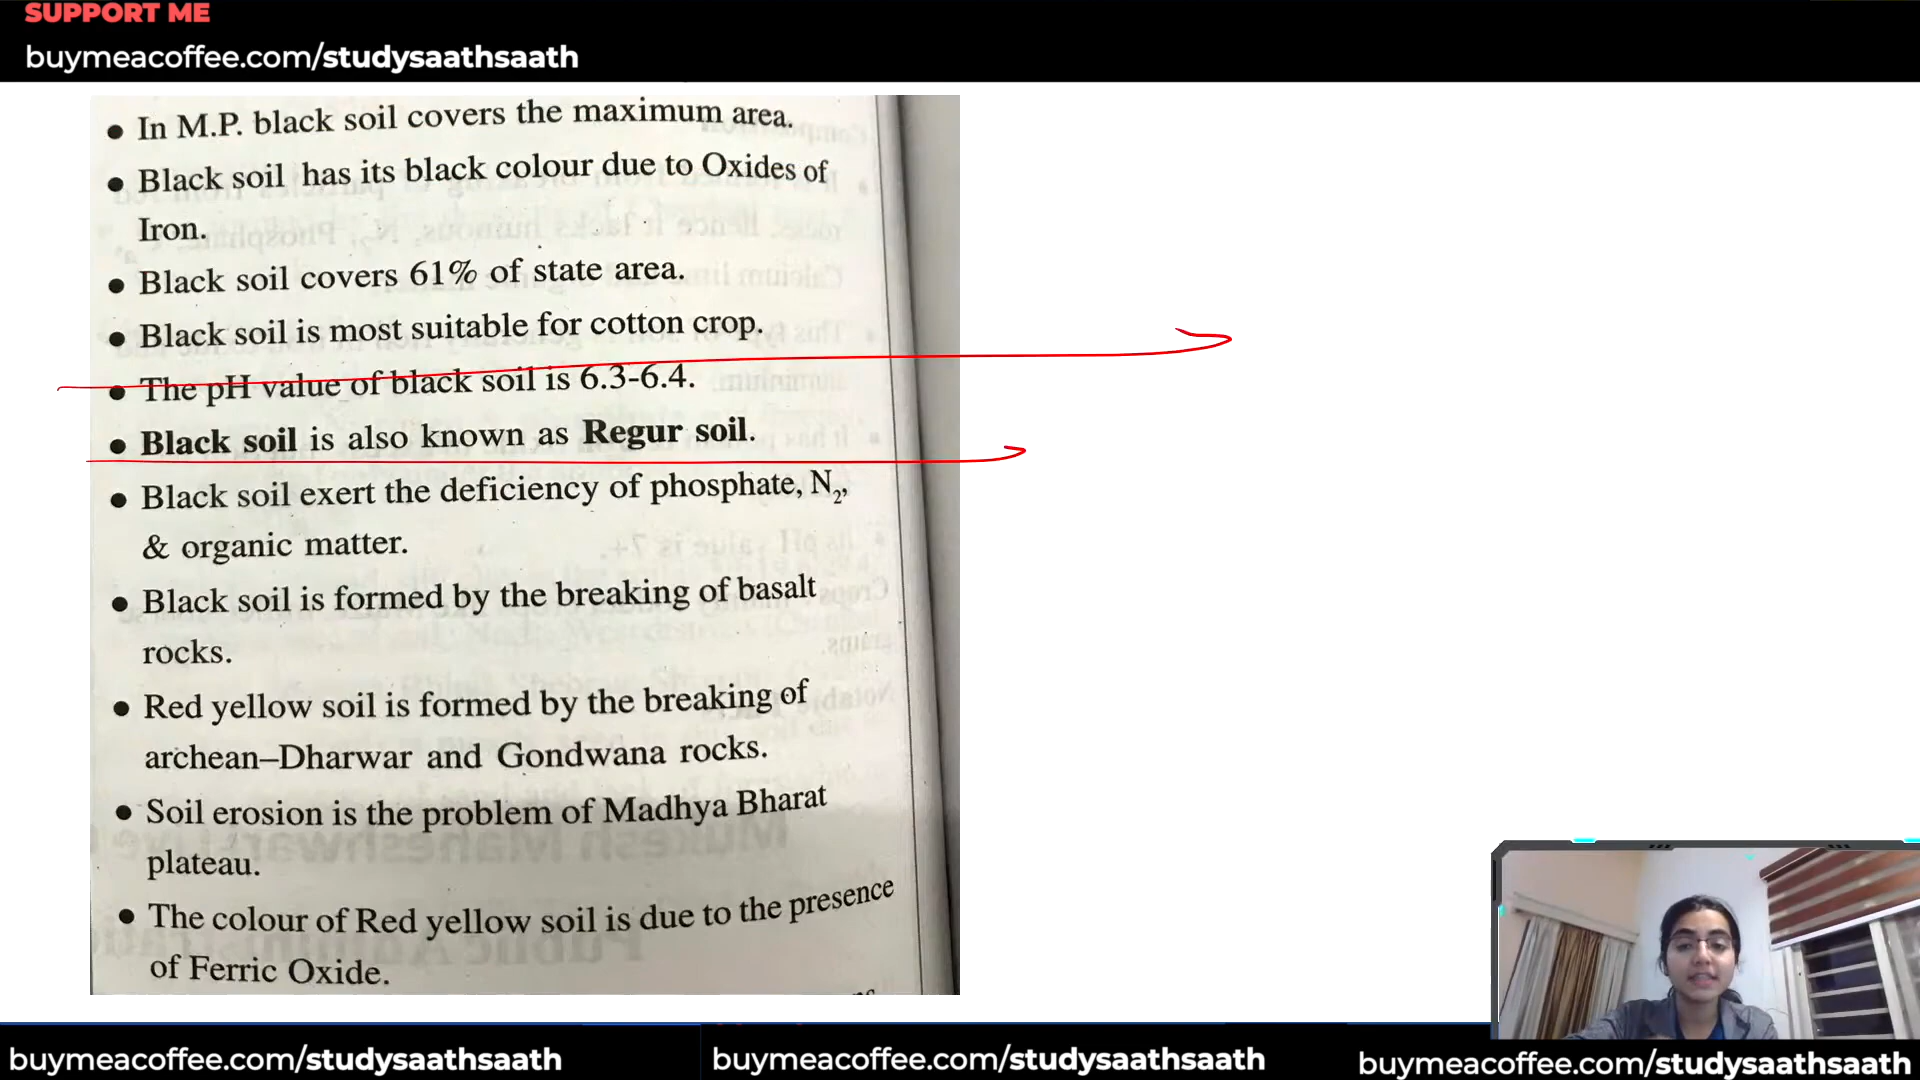 SUPPORT ME
buymeacoffee.com/studysaathsaath
• In M.P. black soil covers the maximum area.
• Black soil has its black colour due to Oxides of
Iron.
• Black soil covers 61% of state area.
• Black soil is most suitable for cotton crop.
• The pH value of black soil is 6.3-6.4.
• Black soil is also known as Regur soil.
• Black soil exert the deficiency of phosphate, N₂,
& organic matter.
• Black soil is formed by the breaking of basalt
rocks.
• Red yellow soil is formed by the breaking of
archean–Dharwar and Gondwana rocks.
• Soil erosion is the problem of Madhya Bharat
plateau.
• The colour of Red yellow soil is due to the presence
of Ferric Oxide.
buymeacoffee.com/studysaathsaath
buymeacoffee.com/studysaathsaath
buymeacoffee.com/studysaathsaath